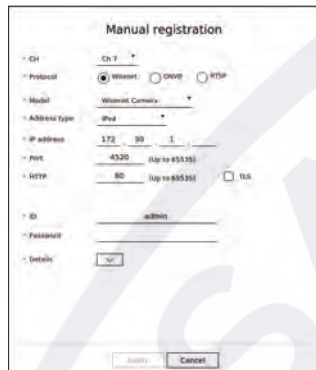 Manual registration
CH Ch 7
Protocol Wisenet ONVIF RTSP
Model Wisenet Camera
Address type IPv4
IP address 172 . 30 . 1 .
Port 4520 (Up to 65535)
HTTP 80 (Up to 65535) TLS
ID admin
Password
Details
Apply Cancel